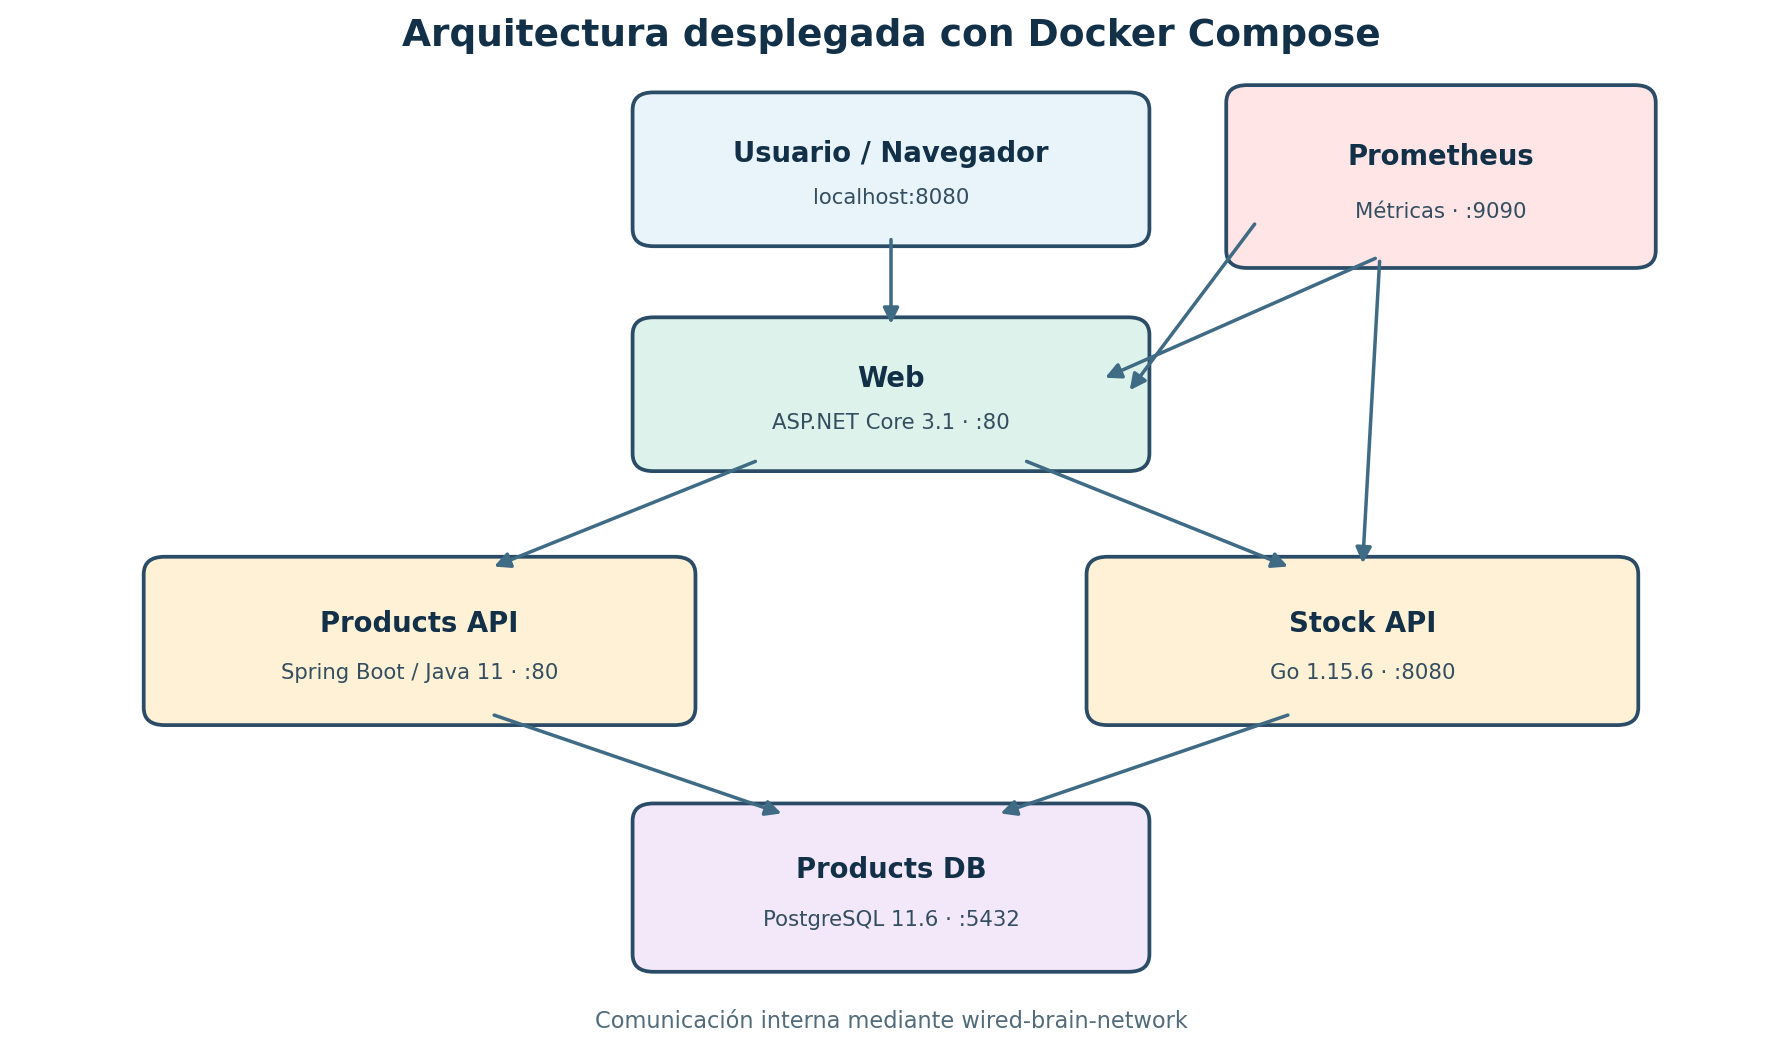 Arquitectura desplegada con Docker Compose
Usuario / Navegador
localhost:8080
Prometheus
Métricas · :9090
Web
ASP.NET Core 3.1 · :80
Products API
Spring Boot / Java 11 · :80
Stock API
Go 1.15.6 · :8080
Products DB
PostgreSQL 11.6 · :5432
Comunicación interna mediante wired-brain-network